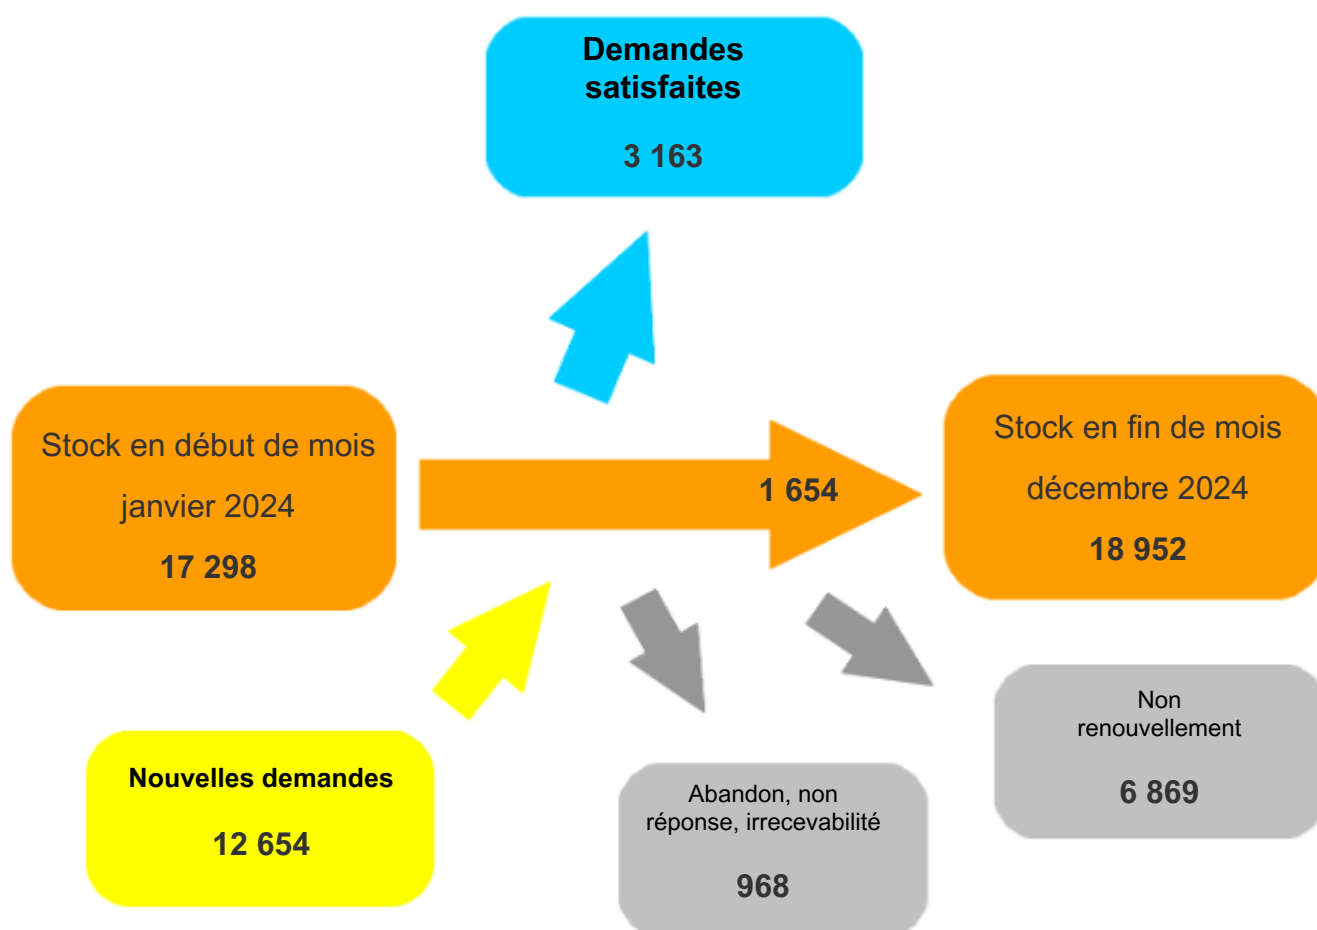 Demandes
satisfaites
3 163
Stock en début de mois
janvier 2024
17 298
1 654
Stock en fin de mois
décembre 2024
18 952
Nouvelles demandes
12 654
Abandon, non
réponse, irrecevabilité
968
Non
renouvellement
6 869